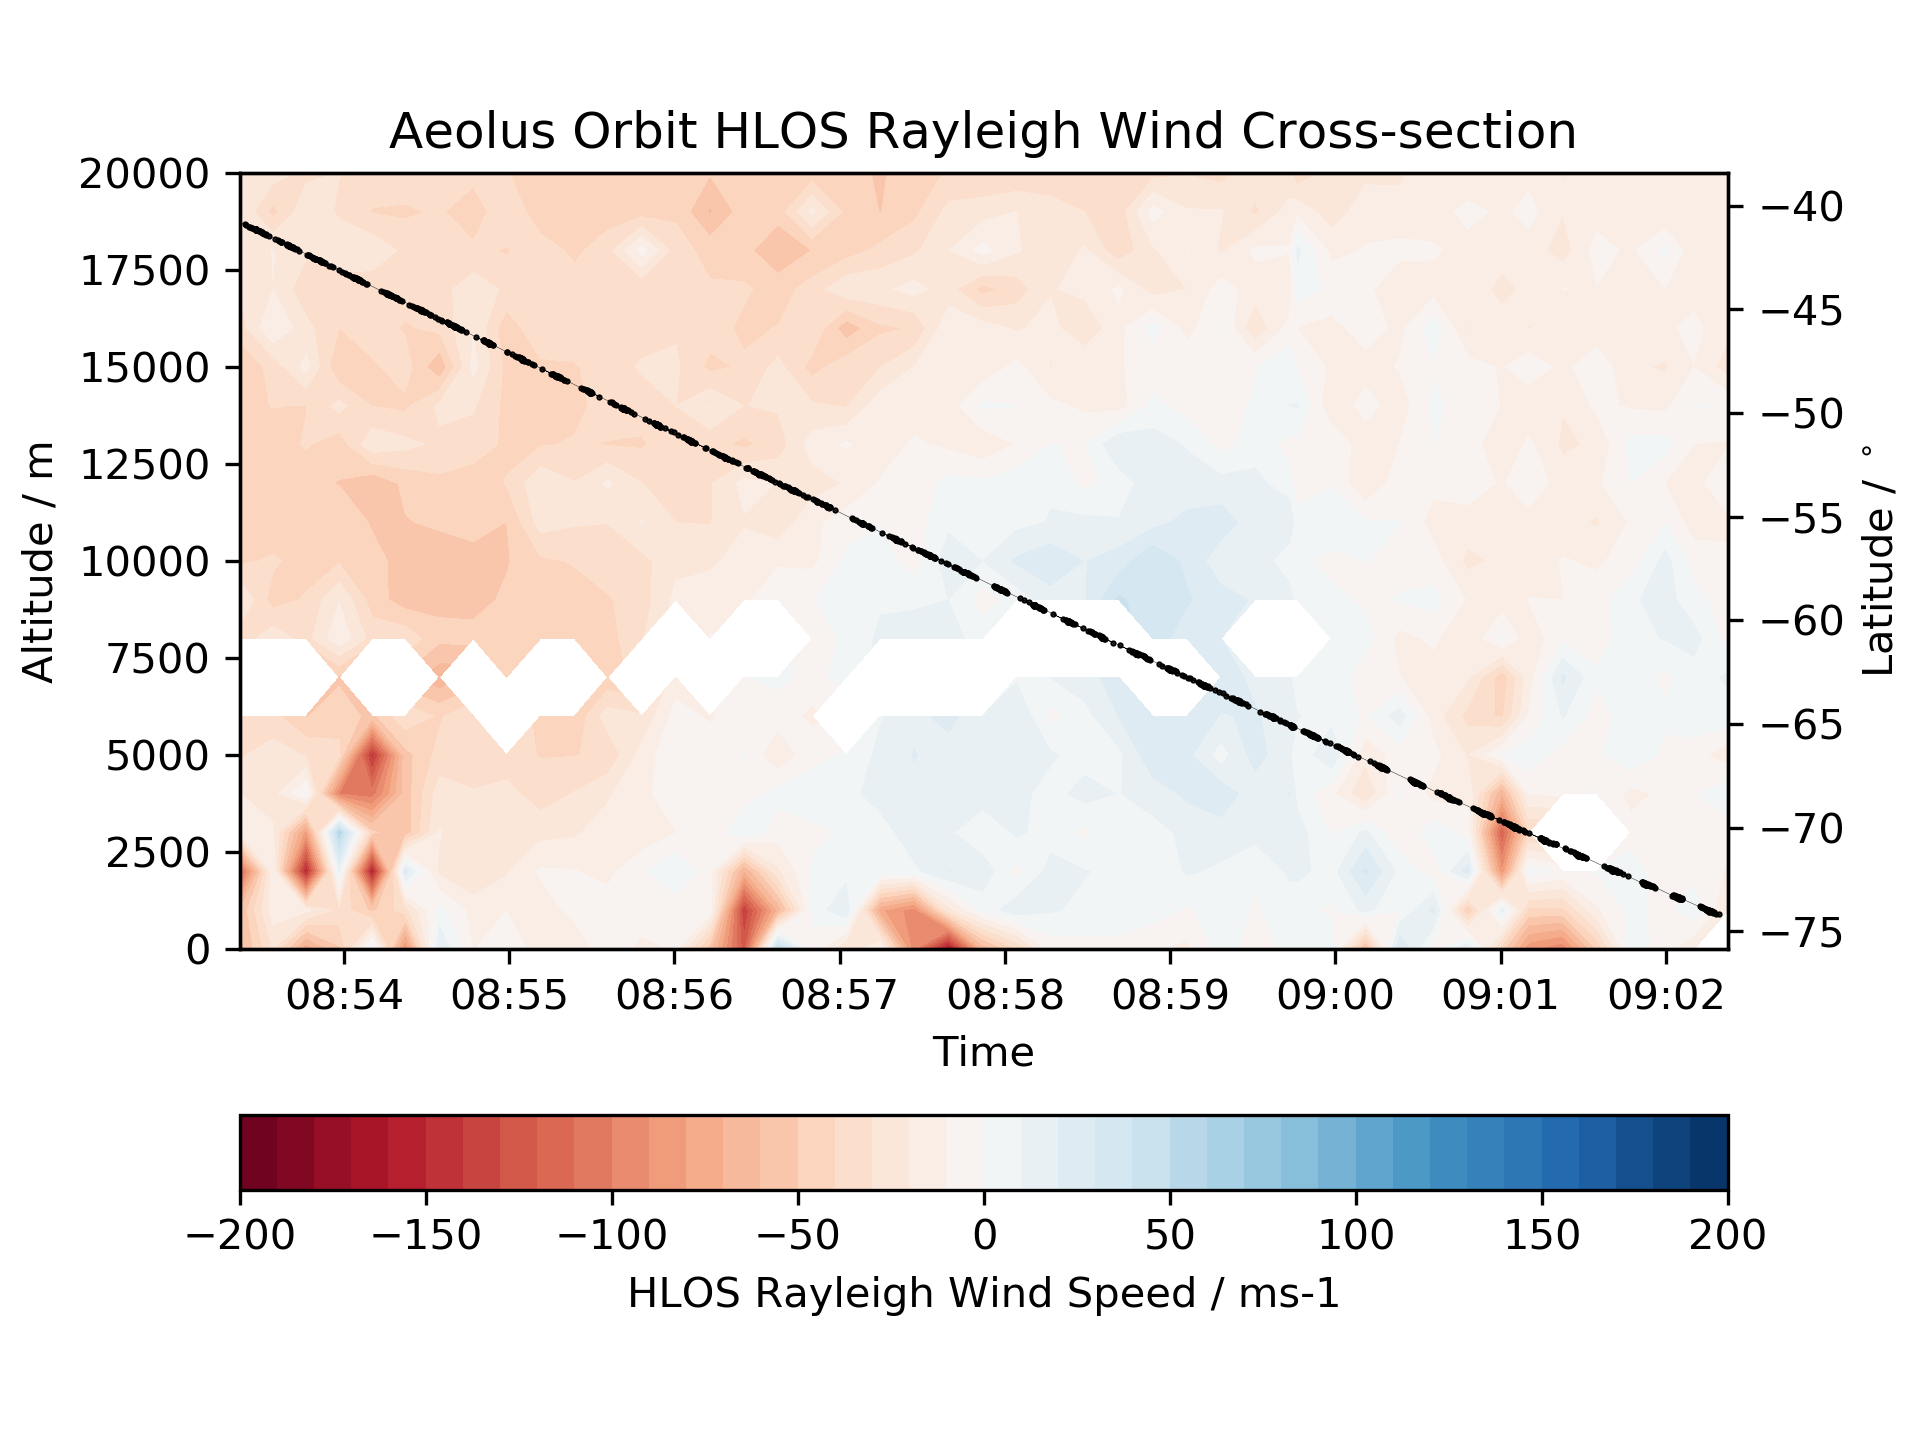 Aeolus Orbit HLOS Rayleigh Wind Cross-section
20000
17500
15000
12500
10000
7500
5000
2500
0
Altitude / m
−40
−45
−50
−55
−60
−65
−70
−75
Latitude / °
08:54 08:55 08:56 08:57 08:58 08:59 09:00 09:01 09:02
Time
−200 −150 −100 −50 0 50 100 150 200
HLOS Rayleigh Wind Speed / ms-1